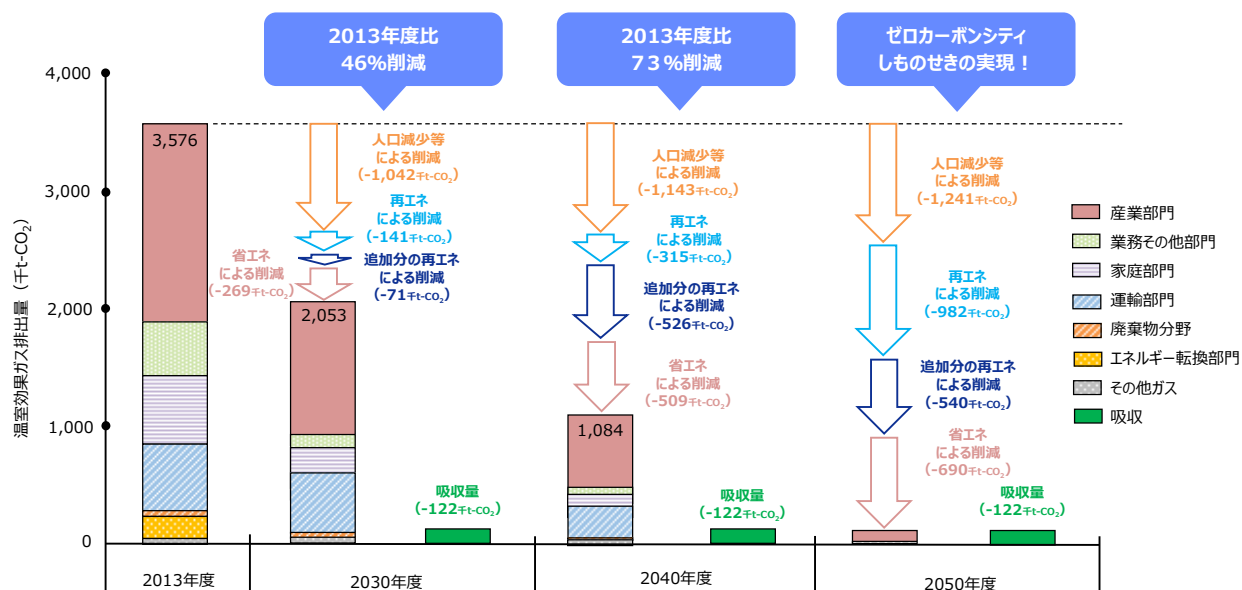 2013年度比
46%削減
2013年度比
７３%削減
ゼロカーボンシティ
しものせきの実現！
温室効果ガス排出量（千t-CO₂）
4,000
3,000
2,000
1,000
0
3,576
人口減少等
による削減
（-1,042千t-CO₂）
再エネ
による削減
（-141千t-CO₂）
追加分の再エネ
による削減
（-71千t-CO₂）
省エネ
による削減
（-269千t-CO₂）
2,053
吸収量
（-122千t-CO₂）
人口減少等
による削減
（-1,143千t-CO₂）
再エネ
による削減
（-315千t-CO₂）
追加分の再エネ
による削減
（-526千t-CO₂）
省エネ
による削減
（-509千t-CO₂）
1,084
吸収量
（-122千t-CO₂）
人口減少等
による削減
（-1,241千t-CO₂）
再エネ
による削減
（-982千t-CO₂）
追加分の再エネ
による削減
（-540千t-CO₂）
省エネ
による削減
（-690千t-CO₂）
吸収量
（-122千t-CO₂）
産業部門
業務その他部門
家庭部門
運輸部門
廃棄物分野
エネルギー転換部門
その他ガス
吸収
2013年度
2030年度
2040年度
2050年度